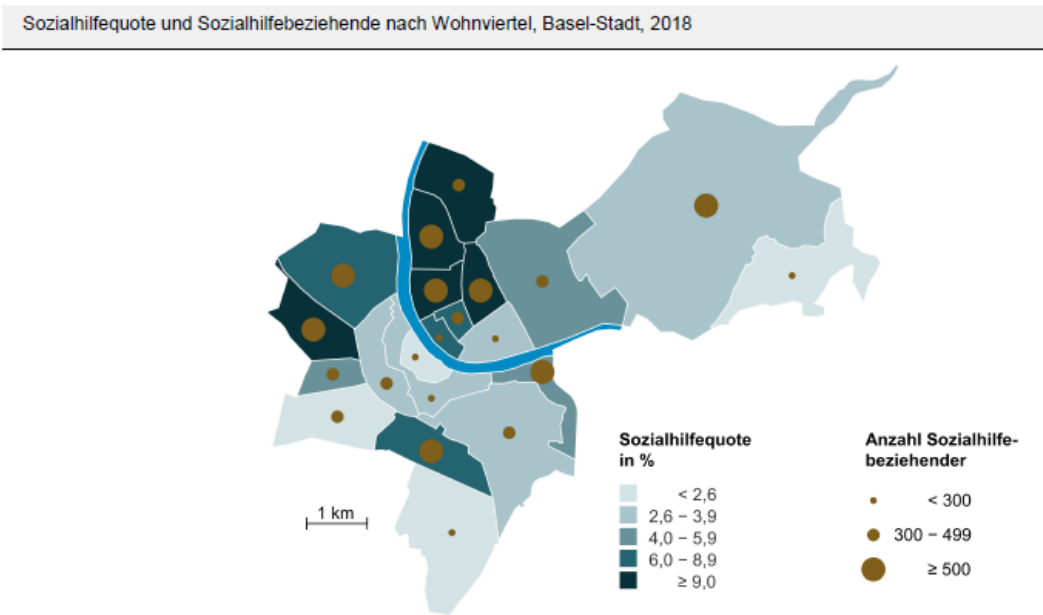 Sozialhilfequote und Sozialhilfebeziehende nach Wohnviertel, Basel-Stadt, 2018
Sozialhilfequote
in %
< 2,6
2,6 – 3,9
4,0 – 5,9
6,0 – 8,9
≥ 9,0
Anzahl Sozialhilfe-
beziehender
< 300
300 – 499
≥ 500
1 km